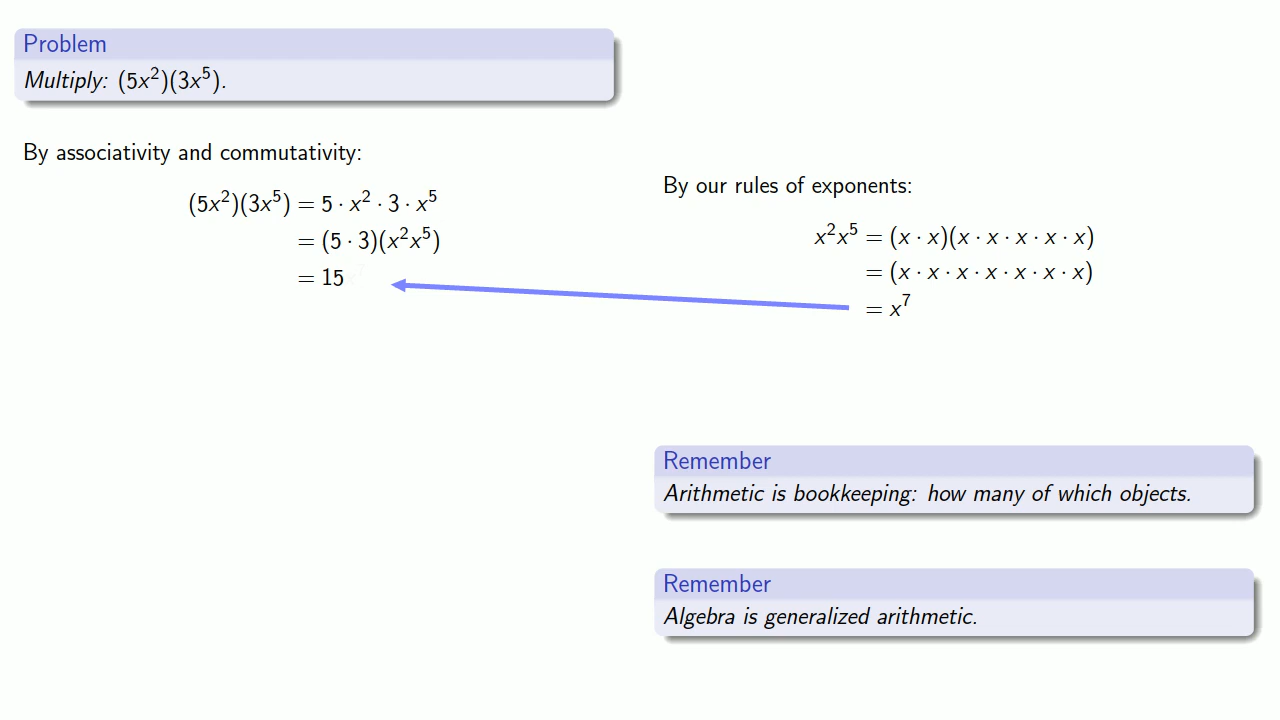 Problem
Multiply: (5x²)(3x⁵).
By associativity and commutativity:
(5x²)(3x⁵) = 5 · x² · 3 · x⁵
= (5 · 3)(x²x⁵)
= 15
By our rules of exponents:
x²x⁵ = (x · x)(x · x · x · x · x)
= (x · x · x · x · x · x · x)
= x⁷
Remember
Arithmetic is bookkeeping: how many of which objects.
Remember
Algebra is generalized arithmetic.